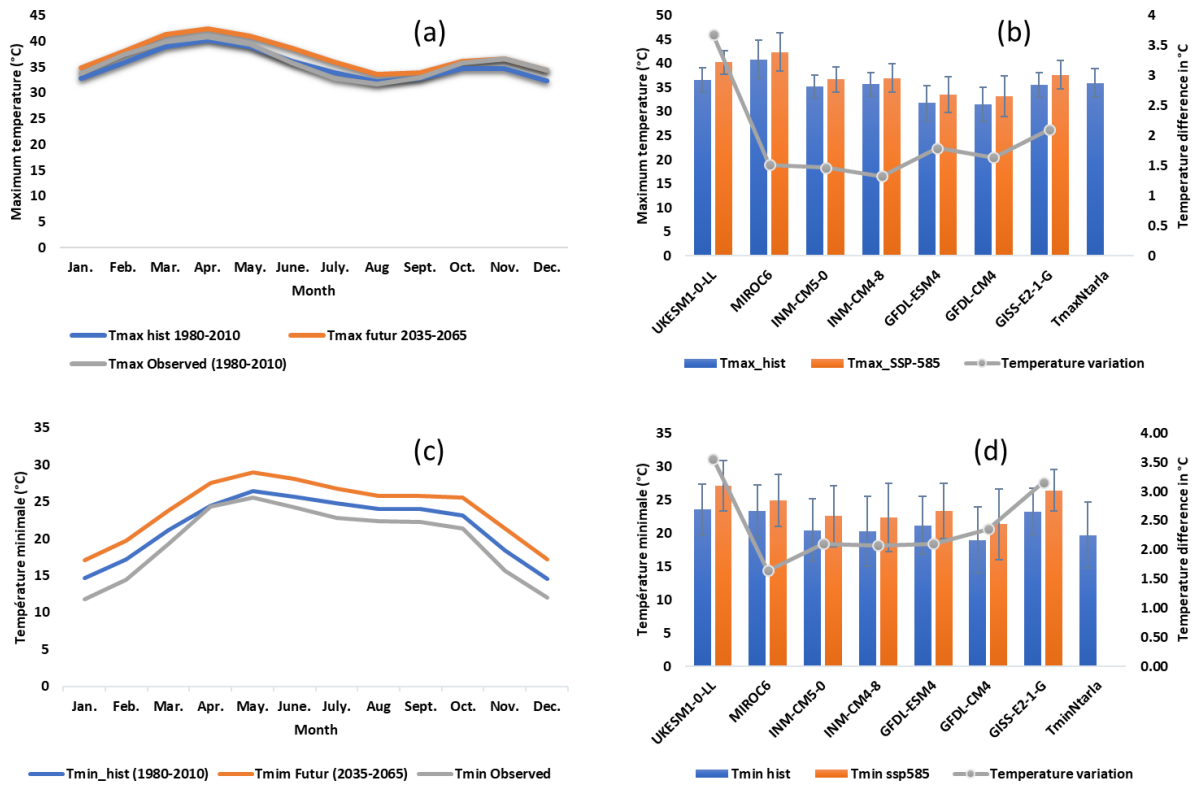 (a)
Maximum temperature (°C)
45
40
35
30
25
20
15
10
5
0
Jan. Feb. Mar. Apr. May. June. July. Aug Sept. Oct. Nov. Dec.
Month
Tmax hist 1980-2010 Tmax futur 2035-2065
Tmax Observed (1980-2010)
(b)
Maximum temperature (°C)
50
45
40
35
30
25
20
15
10
5
0
4
3.5
3
2.5
2
1.5
1
0.5
0
Temperature difference in °C
UKESM1-0-LL
MIROC6
INM-CM5-0
INM-CM4-8
GFDL-ESM4
GFDL-CM4
GISS-E2-1-G
TmaxNtarla
Tmax_hist Tmax_SSP-585 Temperature variation
(c)
Température minimale (°C)
35
30
25
20
15
10
5
0
Jan. Feb. Mar. Apr. May. June. July. Aug Sept. Oct. Nov. Dec.
Month
Tmin_hist (1980-2010) Tmim Futur (2035-2065) Tmin Observed
(d)
Température minimale (°C)
35
30
25
20
15
10
5
0
4.00
3.50
3.00
2.50
2.00
1.50
1.00
0.50
0.00
Temperature difference in °C
UKESM1-0-LL
MIROC6
INM-CM5-0
INM-CM4-8
GFDL-ESM4
GFDL-CM4
GISS-E2-1-G
TminNtarla
Tmin hist Tmin ssp585 Temperature variation